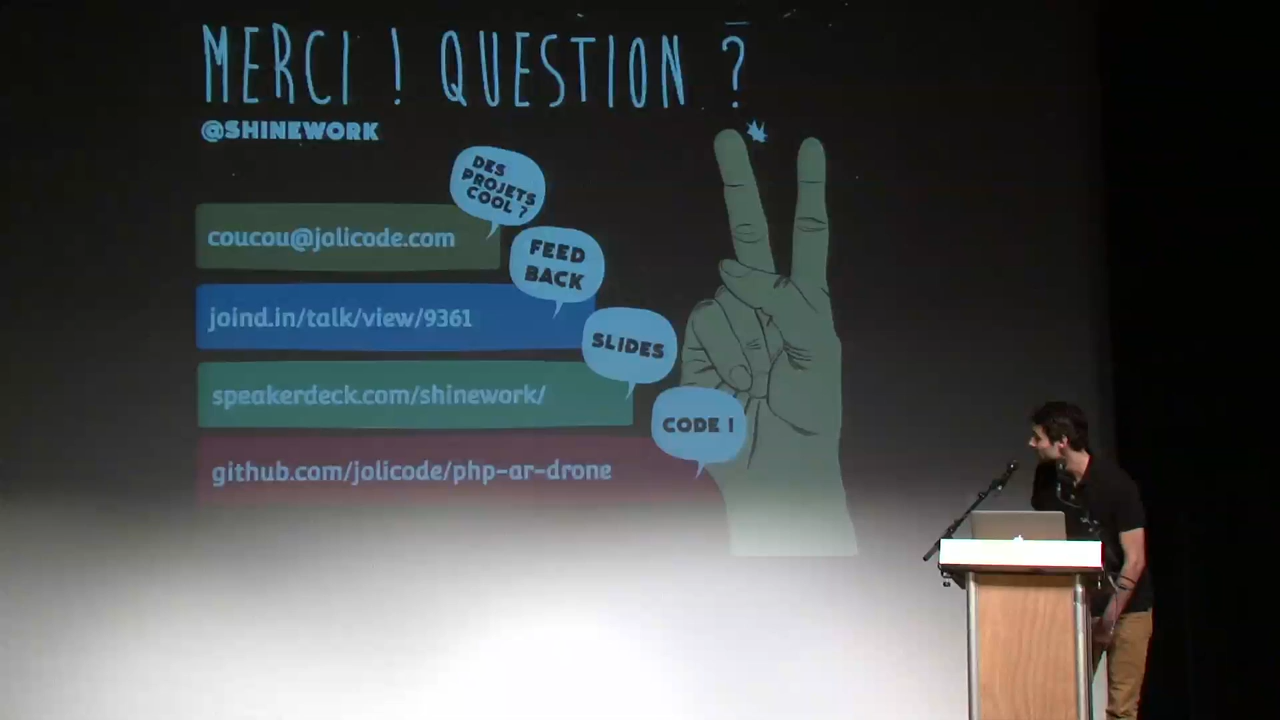 MERCI ! QUESTION ?
@SHINEWORK
DES
PROJETS
COOL ?
coucou@jolicode.com
FEED
BACK
joind.in/talk/view/9361
SLIDES
speakerdeck.com/shinework/
CODE !
github.com/jolicode/php-ar-drone